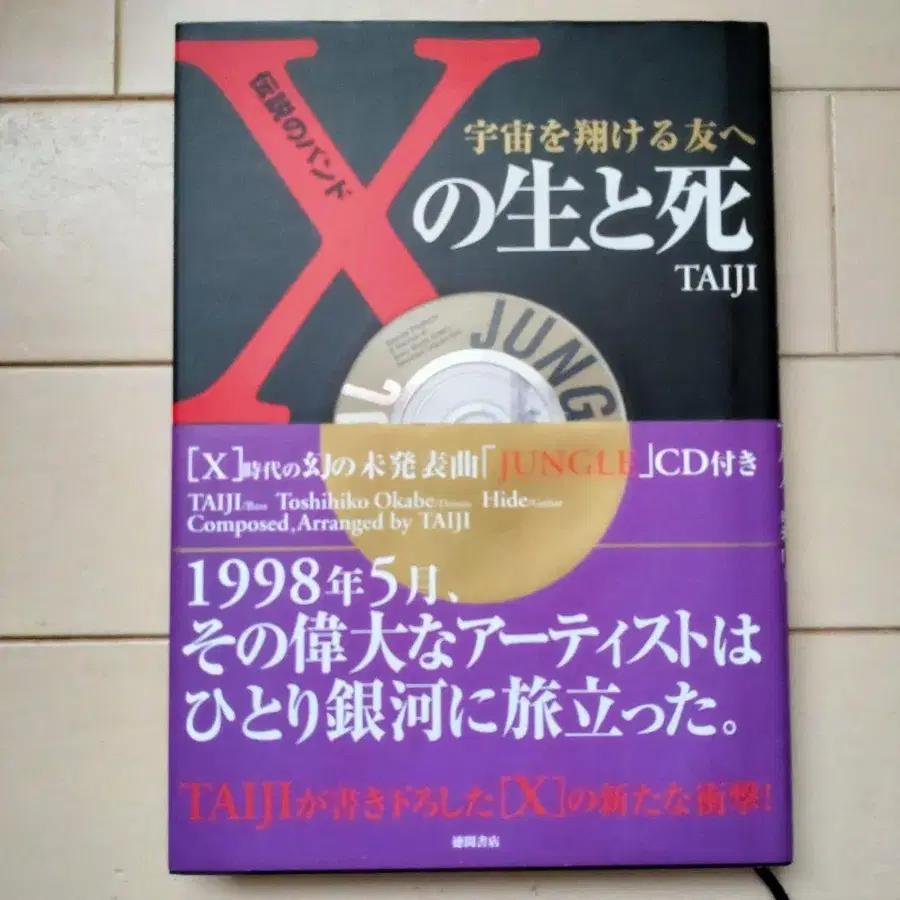 伝説のバンド
X
宇宙を翔ける友へ
の生と死
TAIJI
JUNG
[X]時代の幻の未発表曲「JUNGLE」CD付き
TAIJI/Bass Toshihiko Okabe/Drums Hide/Guitar
Composed,Arranged by TAIJI
1998年5月、
その偉大なアーティストは
ひとり銀河に旅立った。
TAIJIが書き下ろした[X]の新たな衝撃!
徳間書店